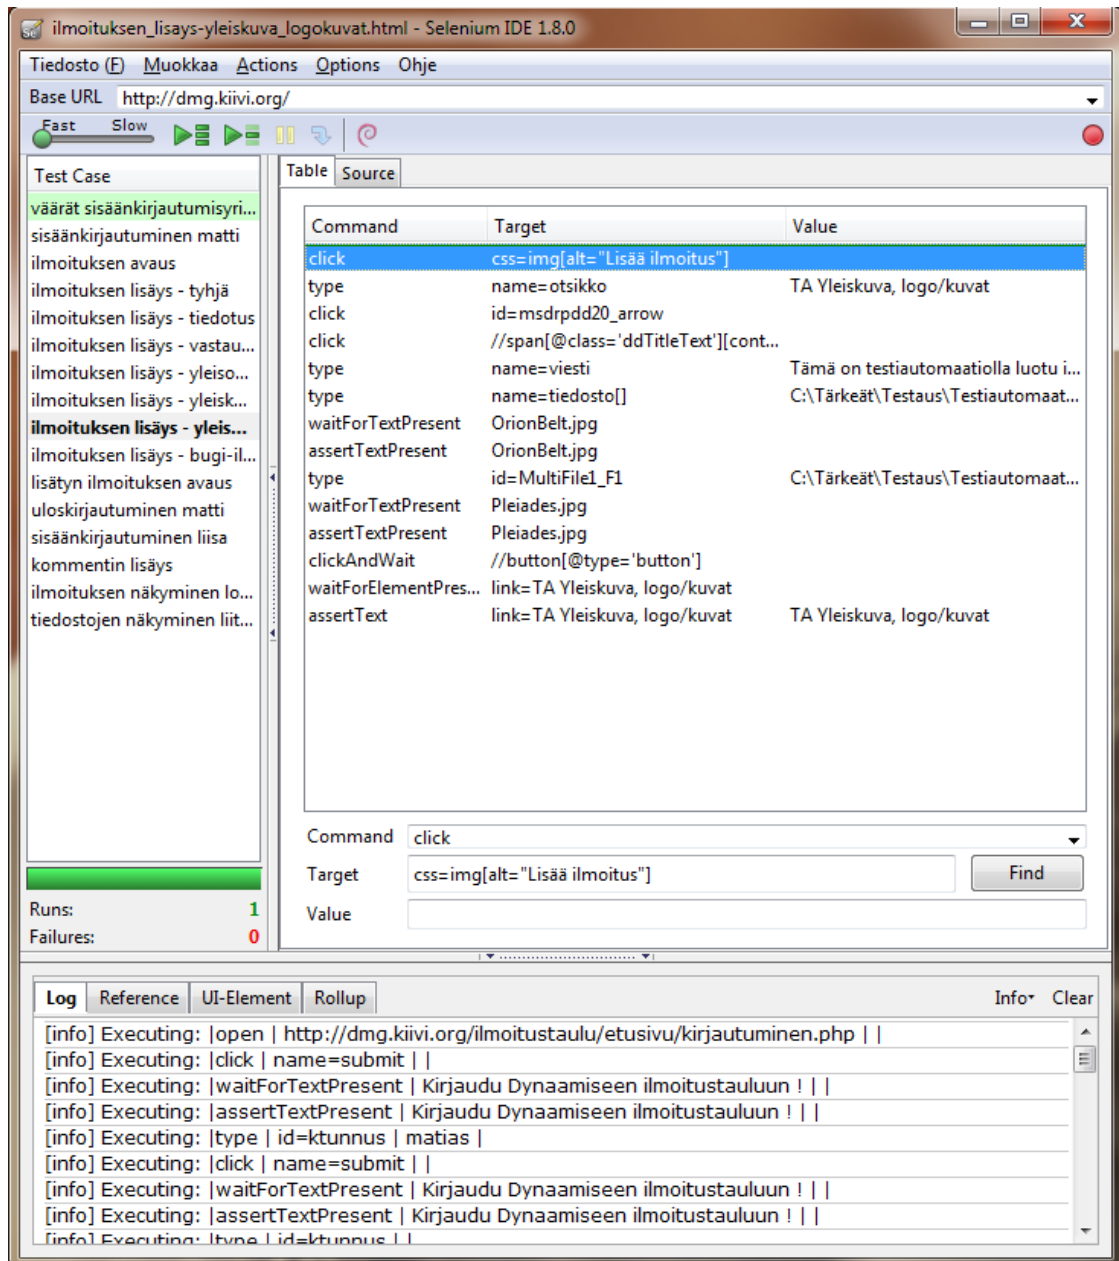 ilmoituksen_lisays-yleiskuva_logokuvat.html - Selenium IDE 1.8.0
Tiedosto (F) Muokkaa Actions Options Ohje
Base URL http://dmg.kiivi.org/
Fast Slow
Test Case
väärät sisäänkirjautumisyri...
sisäänkirjautuminen matti
ilmoituksen avaus
ilmoituksen lisäys - tyhjä
ilmoituksen lisäys - tiedotus
ilmoituksen lisäys - vastau...
ilmoituksen lisäys - yleiso...
ilmoituksen lisäys - yleisk...
ilmoituksen lisäys - yleis...
ilmoituksen lisäys - bugi-il...
lisätyn ilmoituksen avaus
uloskirjautuminen matti
sisäänkirjautuminen liisa
kommentin lisäys
ilmoituksen näkyminen lo...
tiedostojen näkyminen liit...
Runs: 1
Failures: 0
Table Source
Command Target Value
click css=img[alt="Lisää ilmoitus"]
type name=otsikko TA Yleiskuva, logo/kuvat
click id=msdrpdd20_arrow
click //span[@class='ddTitleText'][cont...
type name=viesti Tämä on testiautomaatiolla luotu i...
type name=tiedosto[] C:\Tärkeät\Testaus\Testiautomaat...
waitForTextPresent OrionBelt.jpg
assertTextPresent OrionBelt.jpg
type id=MultiFile1_F1 C:\Tärkeät\Testaus\Testiautomaat...
waitForTextPresent Pleiades.jpg
assertTextPresent Pleiades.jpg
clickAndWait //button[@type='button']
waitForElementPres... link=TA Yleiskuva, logo/kuvat
assertText link=TA Yleiskuva, logo/kuvat TA Yleiskuva, logo/kuvat
Command click
Target css=img[alt="Lisää ilmoitus"] Find
Value
Log Reference UI-Element Rollup Info Clear
[info] Executing: |open | http://dmg.kiivi.org/ilmoitustaulu/etusivu/kirjautuminen.php | |
[info] Executing: |click | name=submit | |
[info] Executing: |waitForTextPresent | Kirjaudu Dynaamiseen ilmoitustauluun ! | |
[info] Executing: |assertTextPresent | Kirjaudu Dynaamiseen ilmoitustauluun ! | |
[info] Executing: |type | id=ktunnus | matias |
[info] Executing: |click | name=submit | |
[info] Executing: |waitForTextPresent | Kirjaudu Dynaamiseen ilmoitustauluun ! | |
[info] Executing: |assertTextPresent | Kirjaudu Dynaamiseen ilmoitustauluun ! | |
[info] Executing: |type | id=ktunnus | |